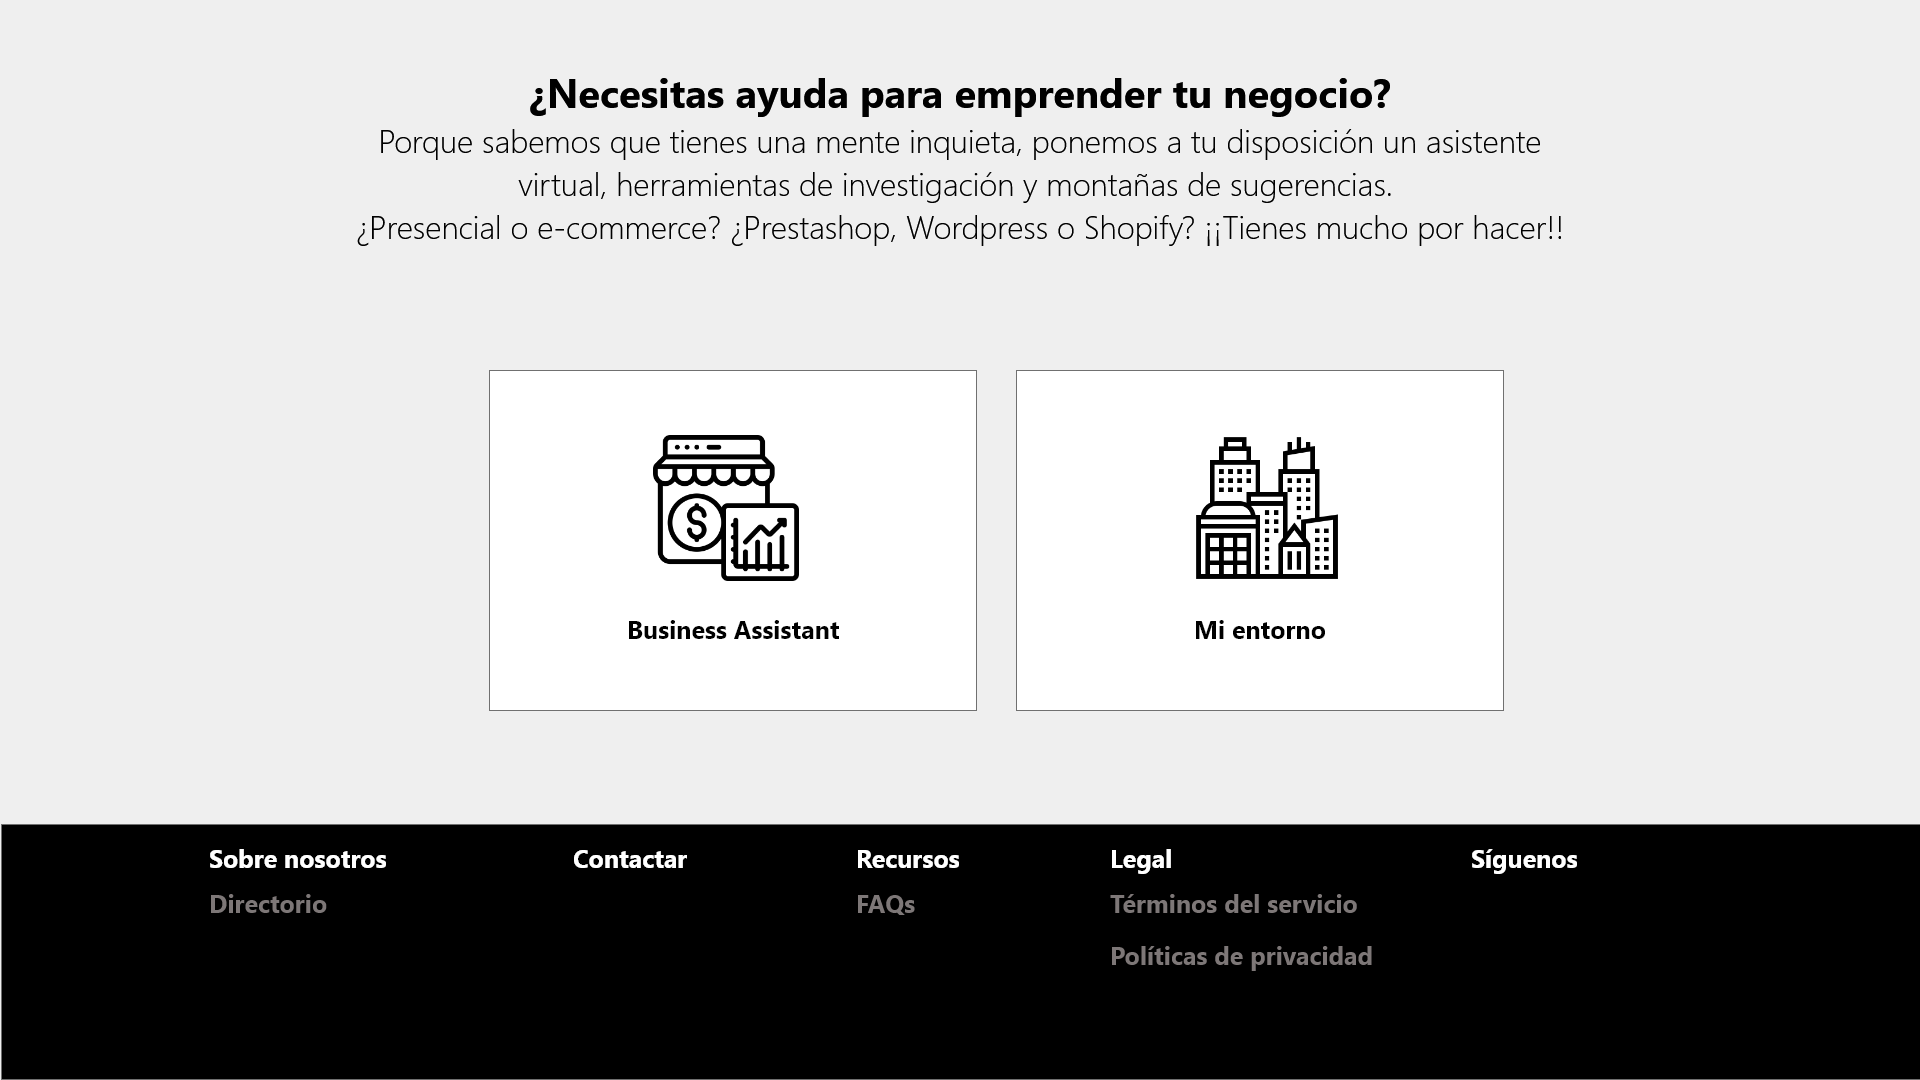 ¿Necesitas ayuda para emprender tu negocio?
Porque sabemos que tienes una mente inquieta, ponemos a tu disposición un asistente
virtual, herramientas de investigación y montañas de sugerencias.
¿Presencial o e-commerce? ¿Prestashop, Wordpress o Shopify? ¡¡Tienes mucho por hacer!!
Business Assistant
Mi entorno
Sobre nosotros
Directorio
Contactar
Recursos
FAQs
Legal
Términos del servicio
Políticas de privacidad
Síguenos